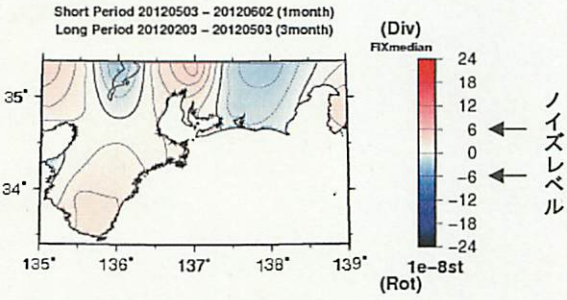 Short Period 20120503 − 20120602 (1month)
Long Period 20120203 − 20120503 (3month)
(Div)
FIXmedian
24
18
12
6
0
−6
−12
−18
−24
1e−8st
(Rot)
ノイズレベル
35°
34°
135° 136° 137° 138° 139°